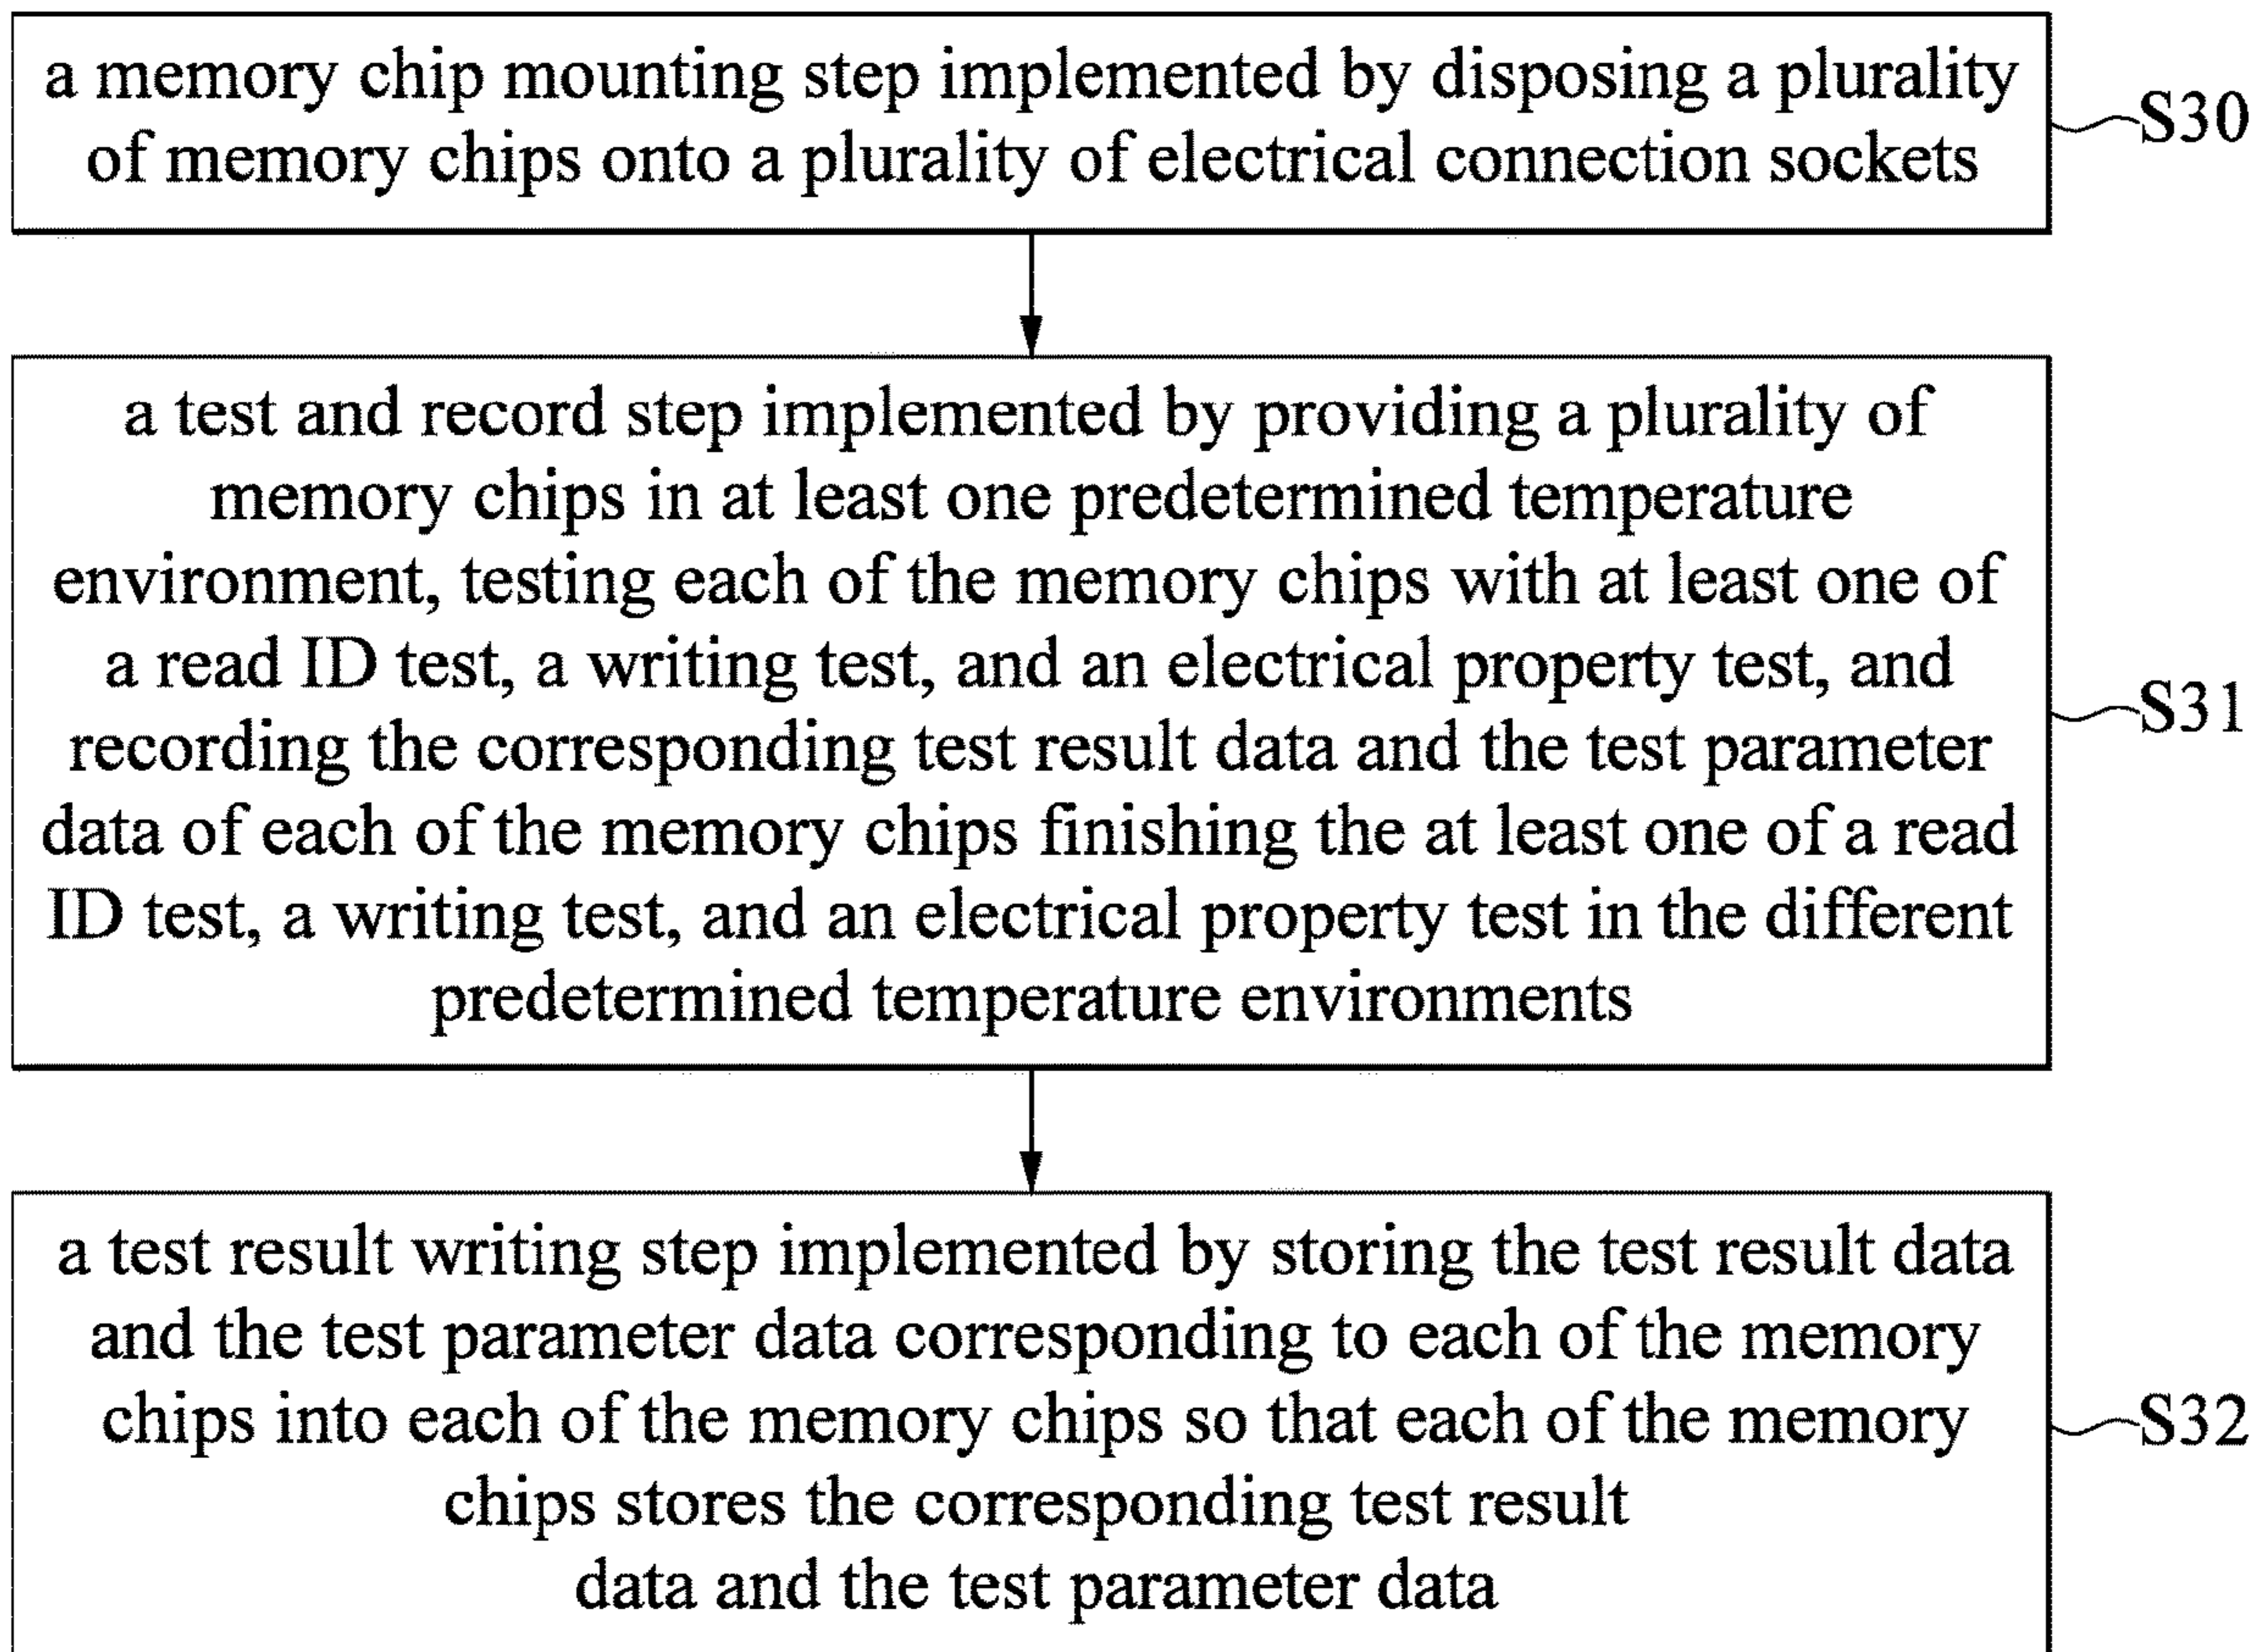 a memory chip mounting step implemented by disposing a plurality
of memory chips onto a plurality of electrical connection sockets
S30
a test and record step implemented by providing a plurality of
memory chips in at least one predetermined temperature
environment, testing each of the memory chips with at least one of
a read ID test, a writing test, and an electrical property test, and
recording the corresponding test result data and the test parameter
data of each of the memory chips finishing the at least one of a read
ID test, a writing test, and an electrical property test in the different
predetermined temperature environments
S31
a test result writing step implemented by storing the test result data
and the test parameter data corresponding to each of the memory
chips into each of the memory chips so that each of the memory
chips stores the corresponding test result
data and the test parameter data
S32